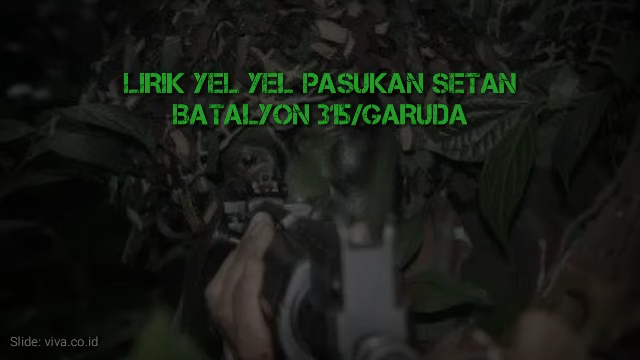 LIRIK YEL YEL PASUKAN SETAN
BATALYON 315/GARUDA
Slide: viva.co.id